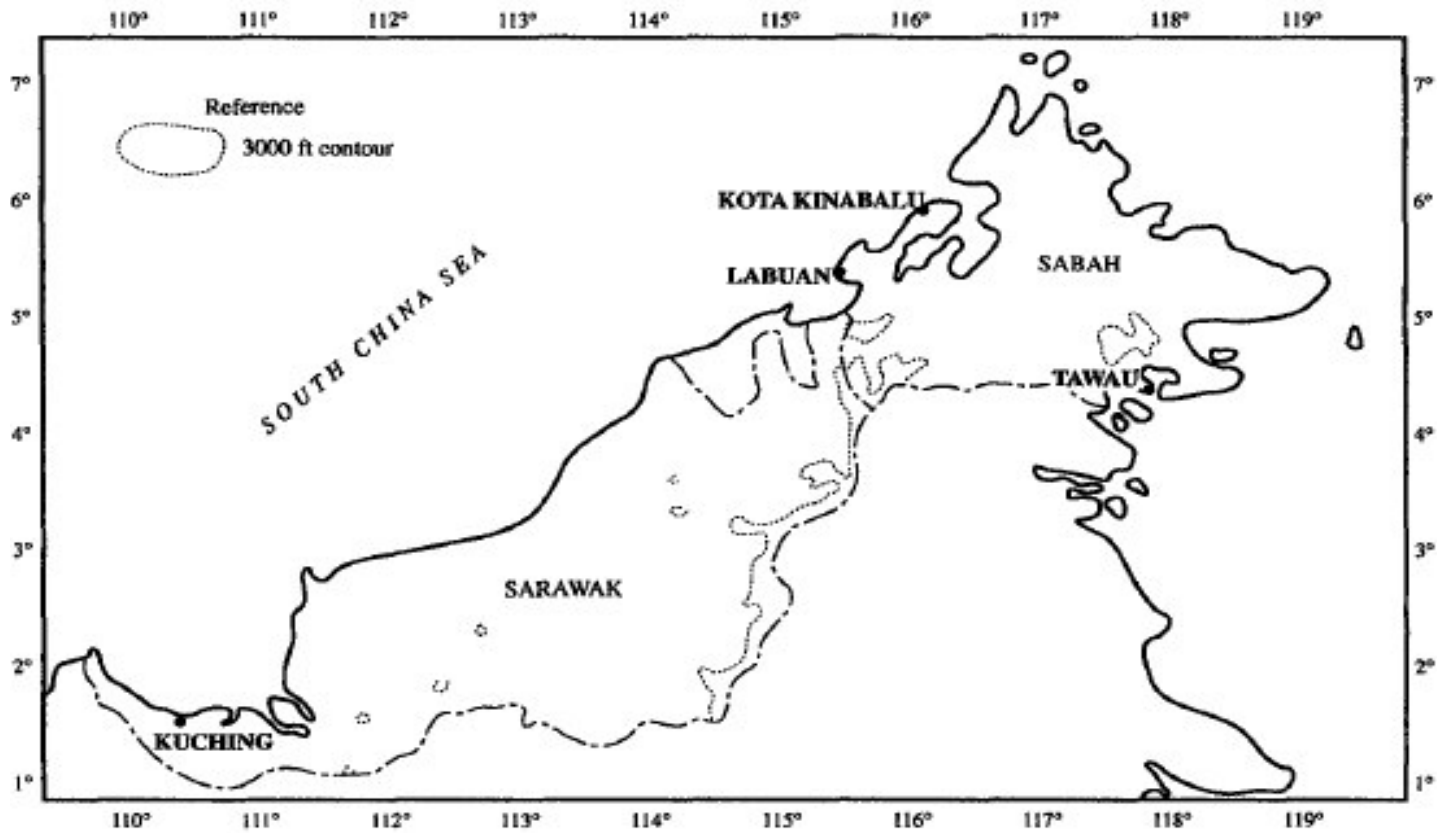 110° 111° 112° 113° 114° 115° 116° 117° 118° 119°
7° 7°
Reference
3000 ft contour
KOTA KINABALU
6° 6°
SABAH
LABUAN
SOUTH CHINA SEA
5° 5°
TAWAU
4° 4°
3° 3°
SARAWAK
2° 2°
KUCHING
1° 1°
110° 111° 112° 113° 114° 115° 116° 117° 118° 119°